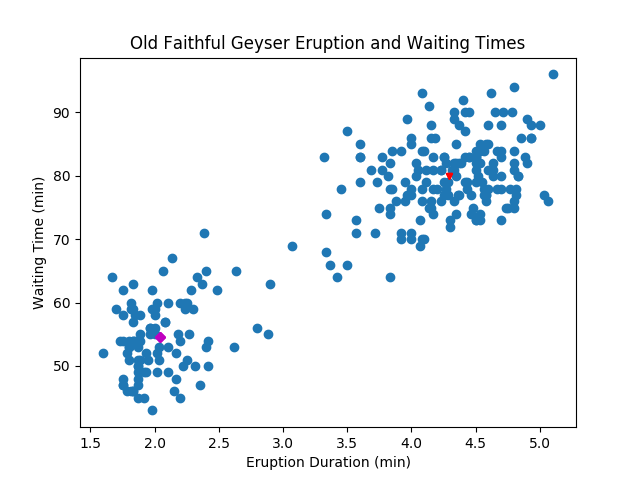 Old Faithful Geyser Eruption and Waiting Times
Waiting Time (min)
90
80
70
60
50
1.5 2.0 2.5 3.0 3.5 4.0 4.5 5.0
Eruption Duration (min)